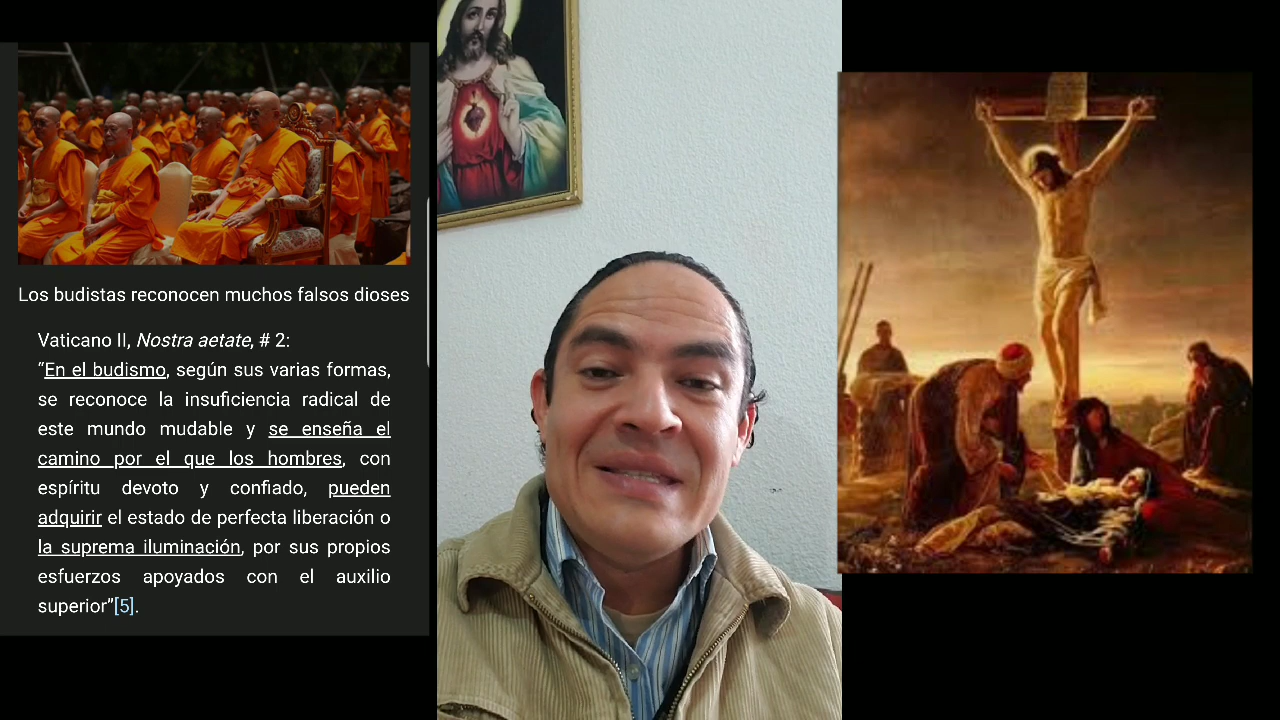 Los budistas reconocen muchos falsos dioses
Vaticano II, Nostra aetate, # 2:
“En el budismo, según sus varias formas,
se reconoce la insuficiencia radical de
este mundo mudable y se enseña el
camino por el que los hombres, con
espíritu devoto y confiado, pueden
adquirir el estado de perfecta liberación o
la suprema iluminación, por sus propios
esfuerzos apoyados con el auxilio
superior”[5].